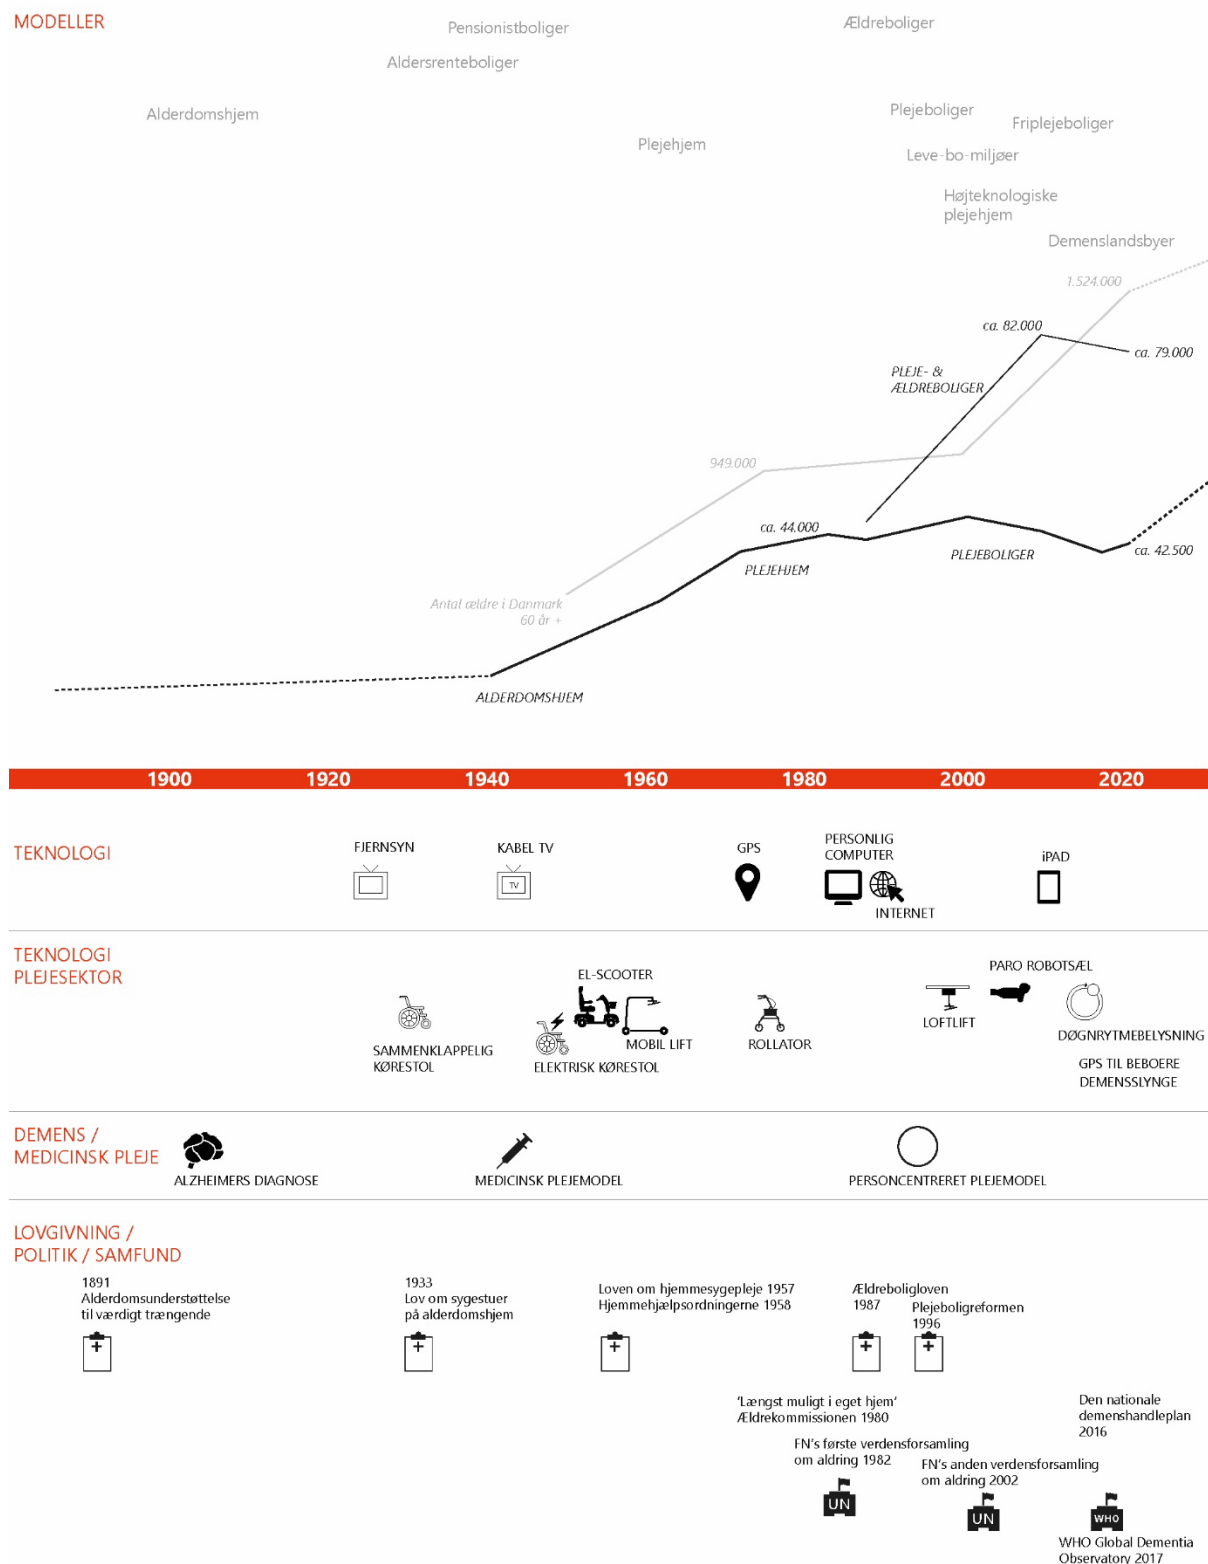 MODELLER
Pensionistboliger
Ældreboliger
Aldersrenteboliger
Alderdomshjem
Plejeboliger
Friplejeboliger
Plejehjem
Leve-bo-miljøer
Højteknologiske
plejehjem
Demenslandsbyer
1.524.000
ca. 82.000
ca. 79.000
PLEJE- &
ÆLDREBOLIGER
949.000
ca. 44.000
PLEJEHJEM
PLEJEBOLIGER
ca. 42.500
Antal ældre i Danmark
60 år +
ALDERDOMSHJEM
1900 1920 1940 1960 1980 2000 2020
TEKNOLOGI
FJERNSYN
KABEL TV
TV
GPS
PERSONLIG
COMPUTER
INTERNET
iPAD
TEKNOLOGI
PLEJESEKTOR
SAMMENKLAPPELIG
KØRESTOL
EL-SCOOTER
ELEKTRISK KØRESTOL
MOBIL LIFT
ROLLATOR
LOFTLIFT
PARO ROBOTSÆL
DØGNRYTMEBELYSNING
GPS TIL BEBOERE
DEMENSSLYNGE
DEMENS /
MEDICINSK PLEJE
ALZHEIMERS DIAGNOSE
MEDICINSK PLEJEMODEL
PERSONCENTRERET PLEJEMODEL
LOVGIVNING /
POLITIK / SAMFUND
1891
Alderdomsunderstøttelse
til værdigt trængende
1933
Lov om sygestuer
på alderdomshjem
Loven om hjemmesygepleje 1957
Hjemmehjælpsordningerne 1958
Ældreboligloven
1987
Plejeboligreformen
1996
'Længst muligt i eget hjem'
Ældrekommissionen 1980
FN's første verdensforsamling
om aldring 1982
UN
FN's anden verdensforsamling
om aldring 2002
UN
Den nationale
demenshandleplan
2016
WHO
WHO Global Dementia
Observatory 2017